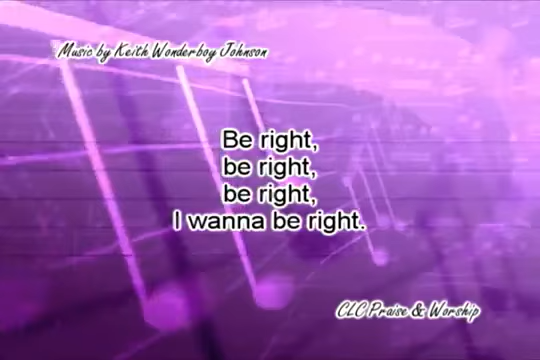 Music by Keith Wonderboy Johnson
Be right,
be right,
be right,
I wanna be right.
CLC Praise & Worship